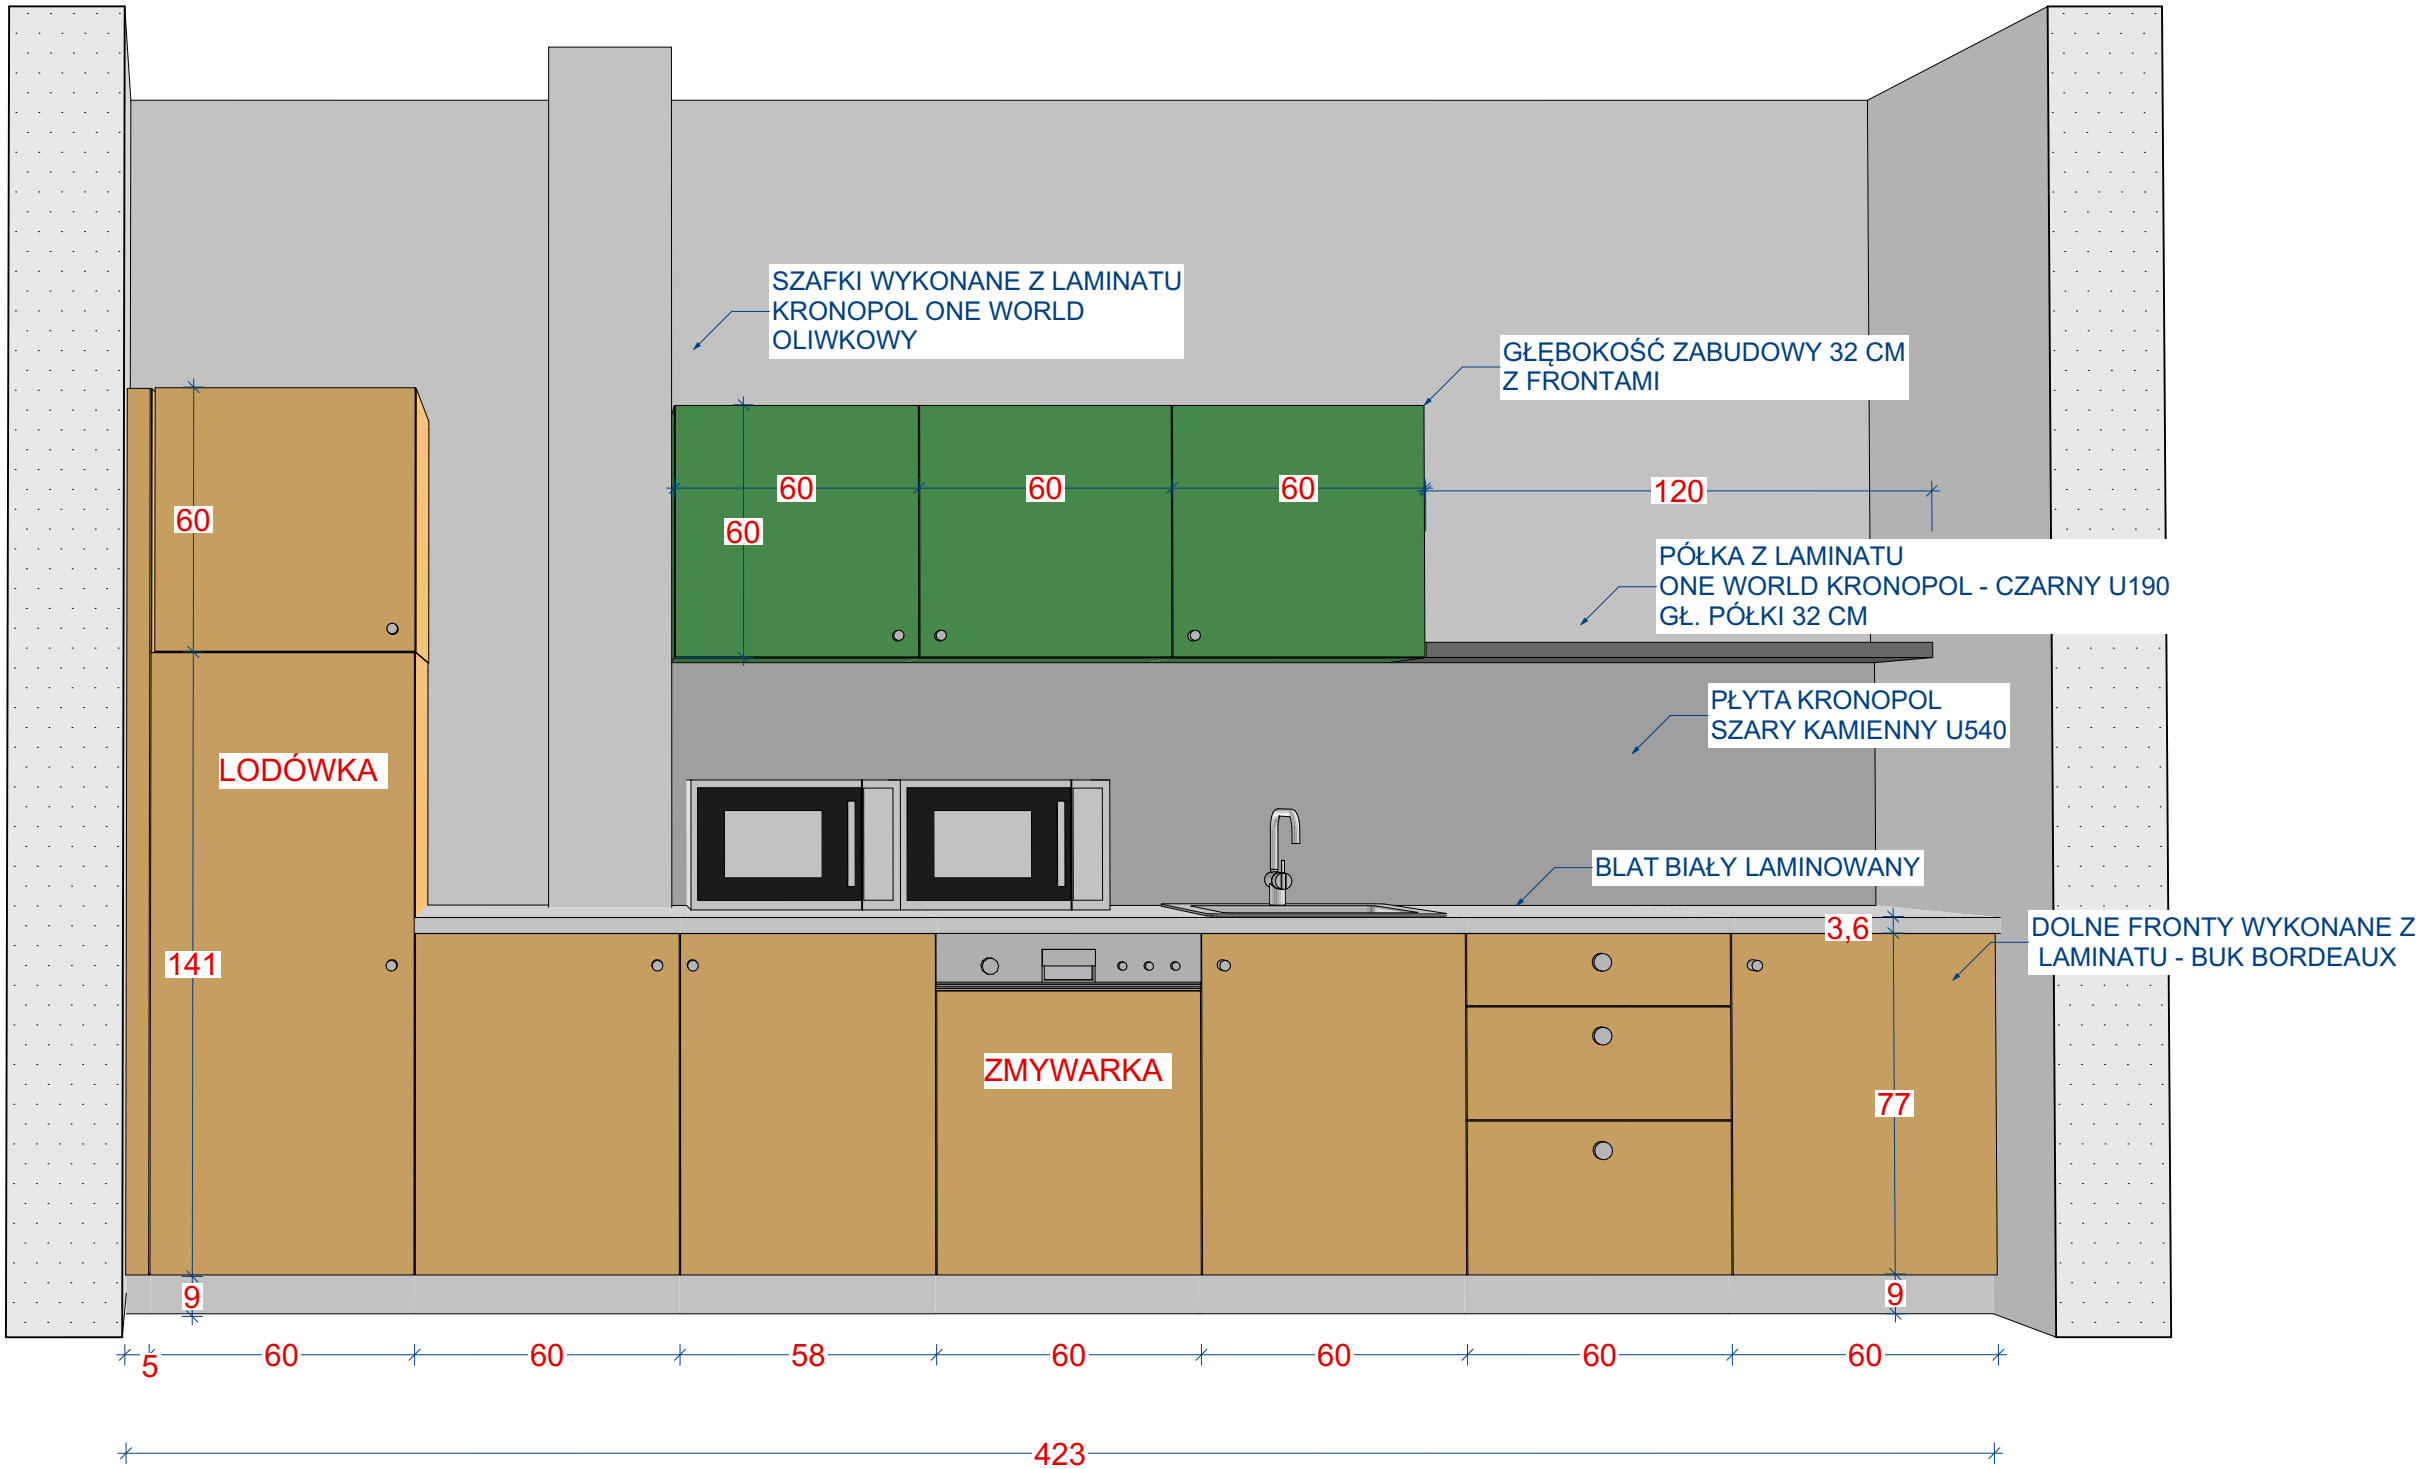 SZAFKI WYKONANE Z LAMINATU
KRONOPOL ONE WORLD
OLIWKOWY
GŁĘBOKOŚĆ ZABUDOWY 32 CM
Z FRONTAMI
60
60
60
120
60
60
PÓŁKA Z LAMINATU
ONE WORLD KRONOPOL - CZARNY U190
GŁ. PÓŁKI 32 CM
PŁYTA KRONOPOL
SZARY KAMIENNY U540
LODÓWKA
BLAT BIAŁY LAMINOWANY
3,6
DOLNE FRONTY WYKONANE Z
LAMINATU - BUK BORDEAUX
141
ZMYWARKA
77
9
9
5
60
60
58
60
60
60
60
423